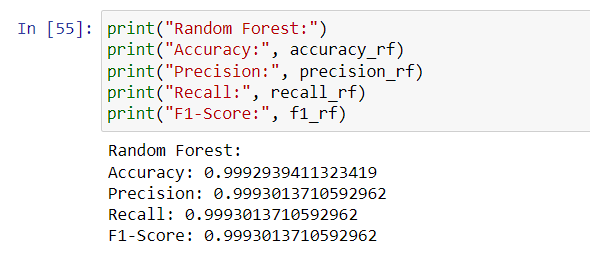 In [55]: print("Random Forest:")
print("Accuracy:", accuracy_rf)
print("Precision:", precision_rf)
print("Recall:", recall_rf)
print("F1-Score:", f1_rf)
Random Forest:
Accuracy: 0.9992939411323419
Precision: 0.9993013710592962
Recall: 0.9993013710592962
F1-Score: 0.9993013710592962